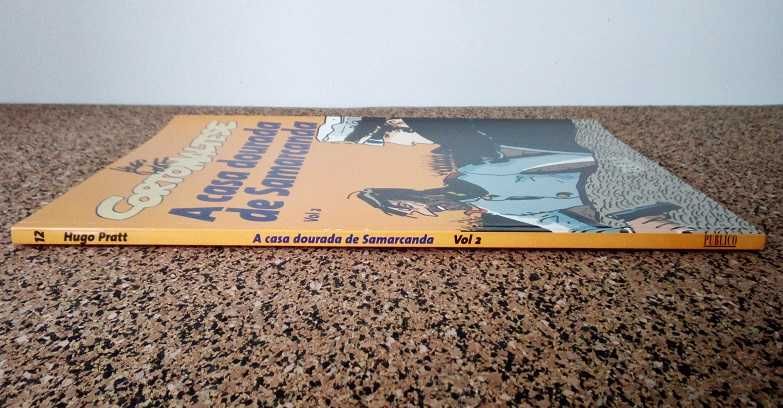 CORTO MALTESE
A casa dourada
de Samarcanda
Vol 2
12 Hugo Pratt A casa dourada de Samarcanda Vol 2 PÚBLICO